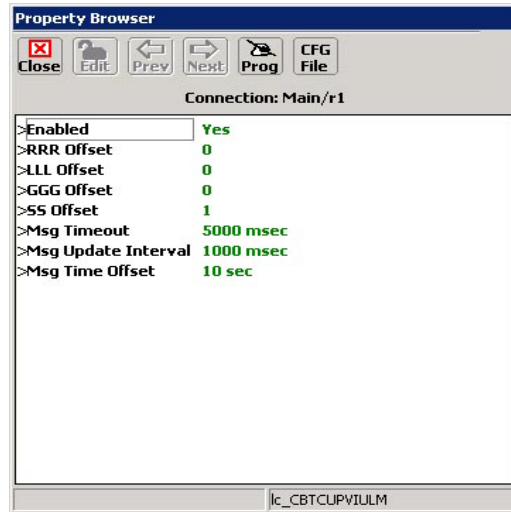 Property Browser
Close Edit Prev Next Prog CFG File
Connection: Main/r1
>Enabled Yes
>RRR Offset 0
>LLL Offset 0
>GGG Offset 0
>SS Offset 1
>Msg Timeout 5000 msec
>Msg Update Interval 1000 msec
>Msg Time Offset 10 sec
lc_CBTCUPVIULM